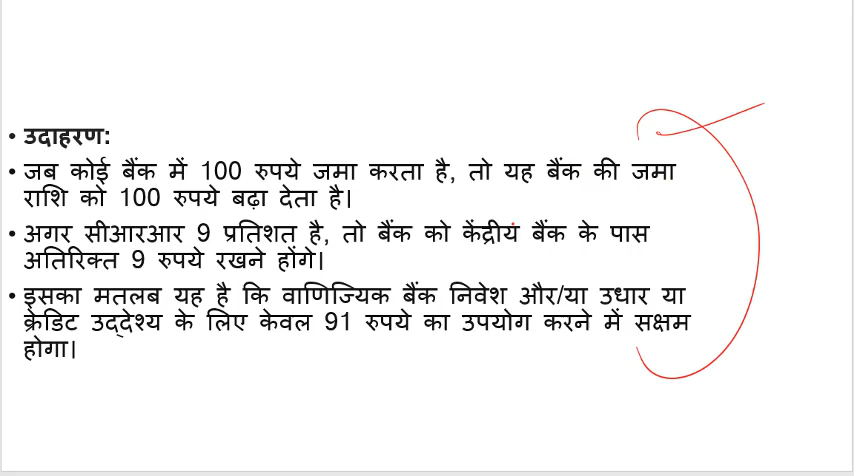 • उदाहरण:
• जब कोई बैंक में 100 रुपये जमा करता है, तो यह बैंक की जमा
राशि को 100 रुपये बढ़ा देता है।
• अगर सीआरआर 9 प्रतिशत है, तो बैंक को केंद्रीयं बैंक के पास
अतिरिक्त 9 रुपये रखने होंगे।
• इसका मतलब यह है कि वाणिज्यिक बैंक निवेश और/या उधार या
क्रेडिट उद्देश्य के लिए केवल 91 रुपये का उपयोग करने में सक्षम
होगा।